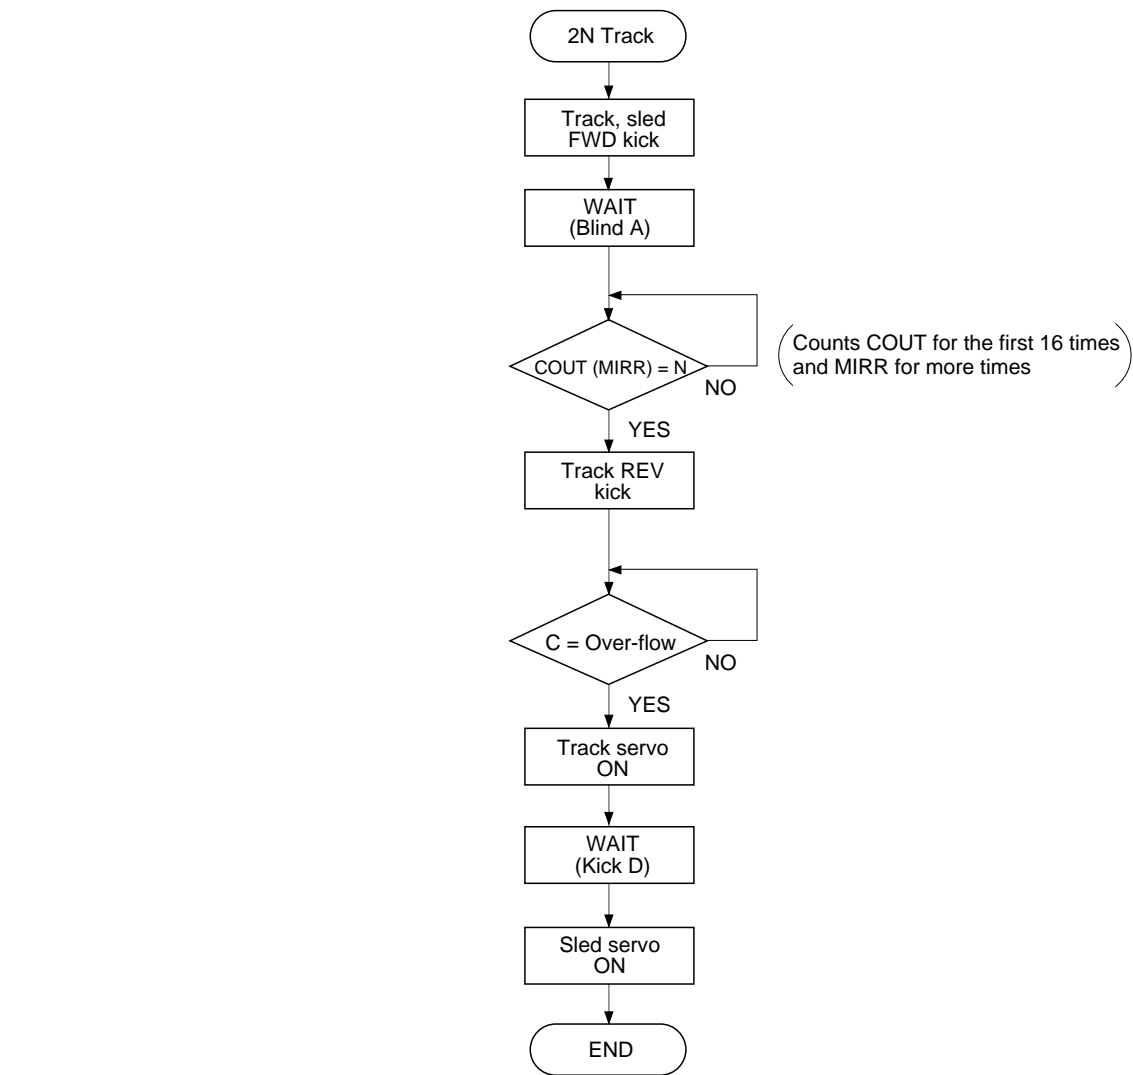 2N Track
Track, sled
FWD kick
WAIT
(Blind A)
COUT (MIRR) = N
NO
Counts COUT for the first 16 times
and MIRR for more times
YES
Track REV
kick
C = Over-flow
NO
YES
Track servo
ON
WAIT
(Kick D)
Sled servo
ON
END